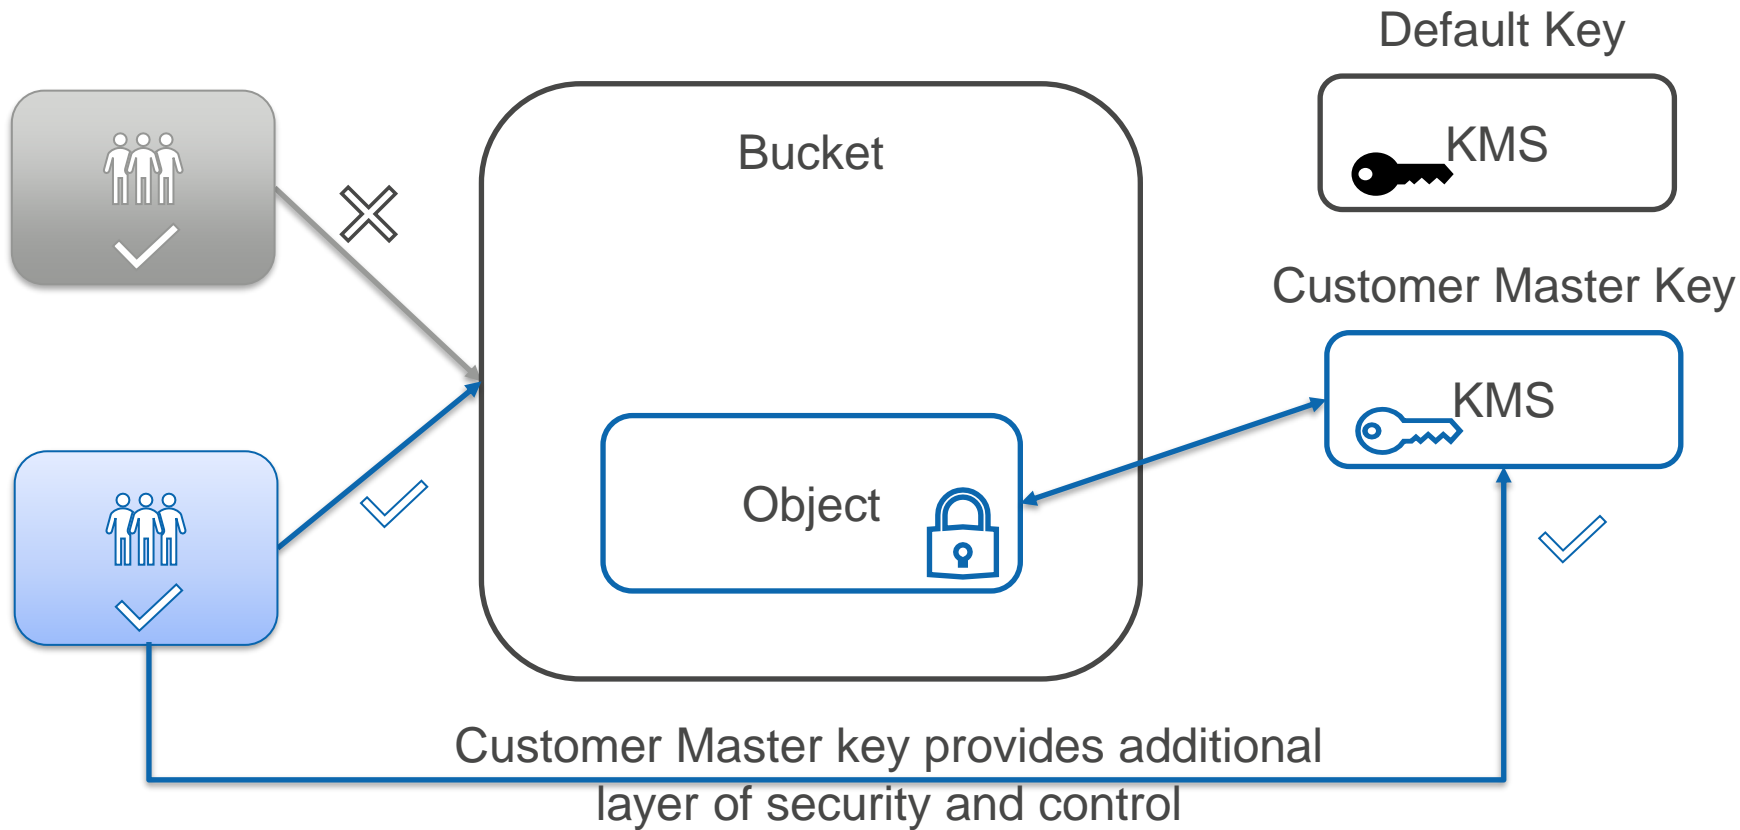 Default Key
KMS
Bucket
Customer Master Key
KMS
Object
Customer Master key provides additional
layer of security and control